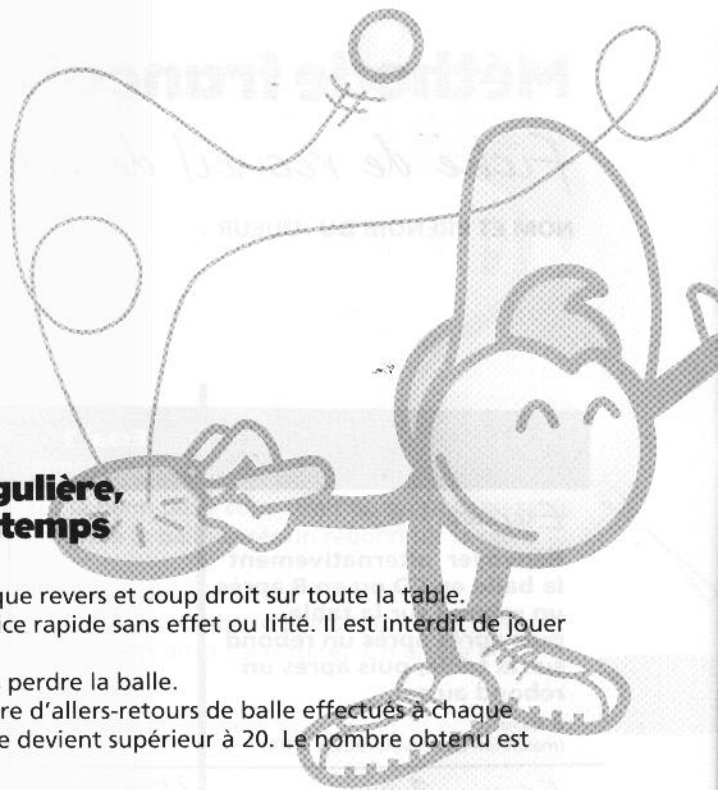 gulière,
temps
que revers et coup droit sur toute la table.
ice rapide sans effet ou lifté. Il est interdit de jouer
perdre la balle.
re d'allers-retours de balle effectués à chaque
e devient supérieur à 20. Le nombre obtenu est